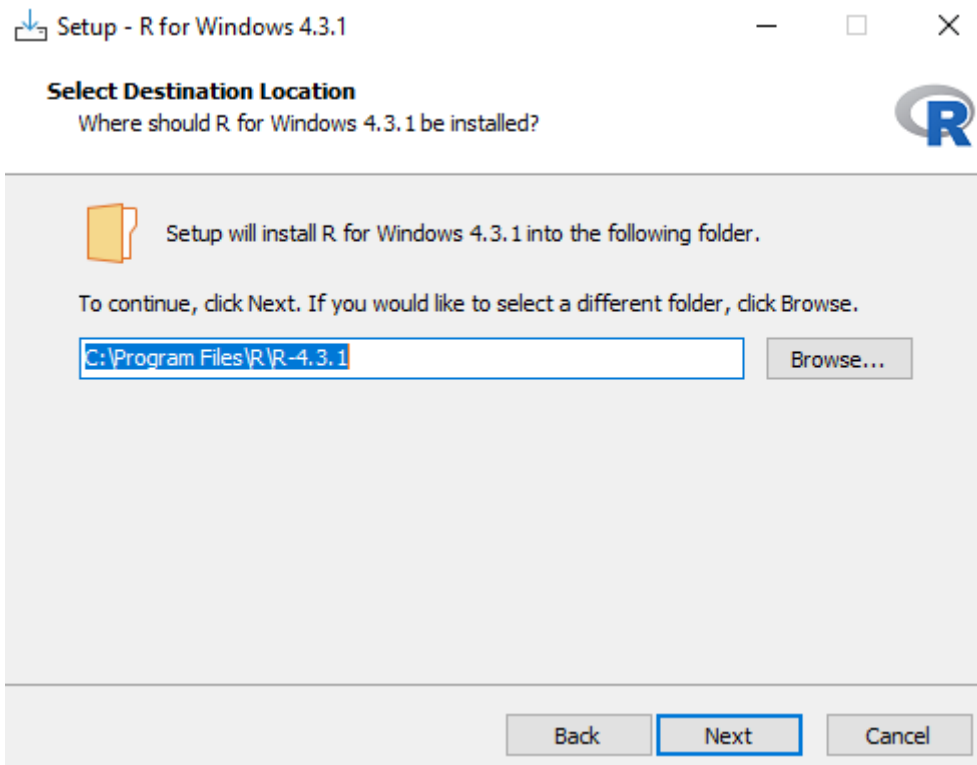 Setup - R for Windows 4.3.1
Select Destination Location
Where should R for Windows 4.3.1 be installed?
R
Setup will install R for Windows 4.3.1 into the following folder.
To continue, click Next. If you would like to select a different folder, click Browse.
C:\Program Files\R\R-4.3.1
Browse...
Back
Next
Cancel